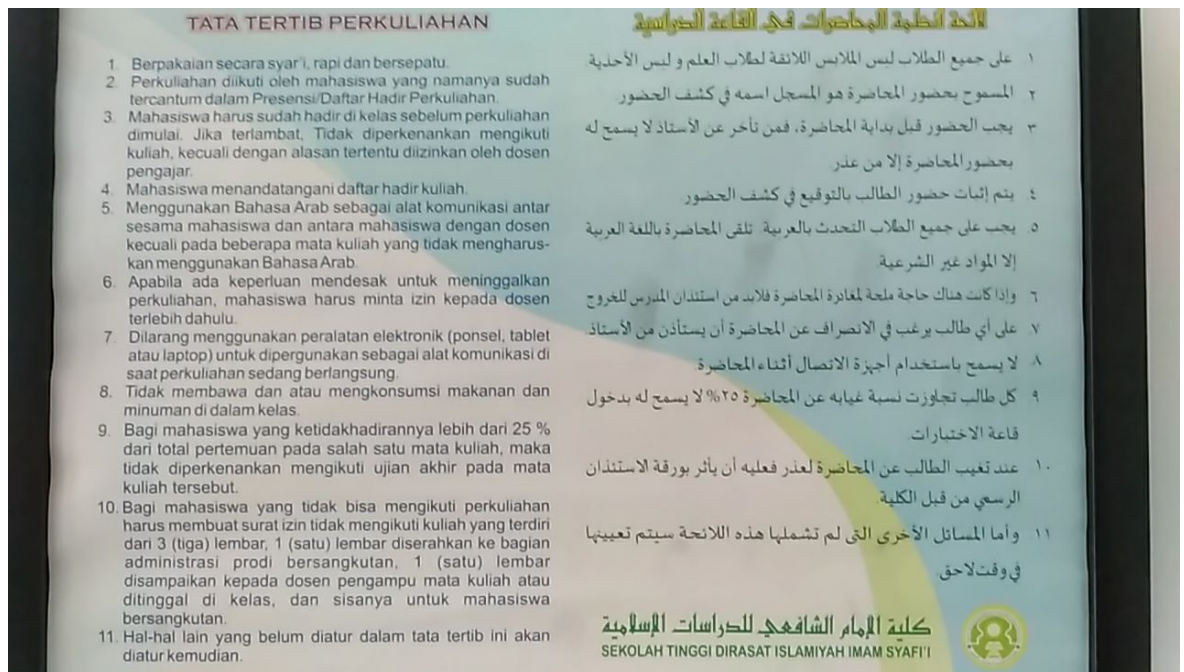 TATA TERTIB PERKULIAHAN
1. Berpakaian secara syar'i, rapi dan bersepatu.
2. Perkuliahan diikuti oleh mahasiswa yang namanya sudah
tercantum dalam Presensi/Daftar Hadir Perkuliahan.
3. Mahasiswa harus sudah hadir di kelas sebelum perkuliahan
dimulai. Jika terlambat, Tidak diperkenankan mengikuti
kuliah, kecuali dengan alasan tertentu diizinkan oleh dosen
pengajar.
4. Mahasiswa menandatangani daftar hadir kuliah.
5. Menggunakan Bahasa Arab sebagai alat komunikasi antar
sesama mahasiswa dan antara mahasiswa dengan dosen
kecuali pada beberapa mata kuliah yang tidak mengharus-
kan menggunakan Bahasa Arab.
6. Apabila ada keperluan mendesak untuk meninggalkan
perkuliahan, mahasiswa harus minta izin kepada dosen
terlebih dahulu.
7. Dilarang menggunakan peralatan elektronik (ponsel, tablet
atau laptop) untuk dipergunakan sebagai alat komunikasi di
saat perkuliahan sedang berlangsung.
8. Tidak membawa dan atau mengkonsumsi makanan dan
minuman di dalam kelas.
9. Bagi mahasiswa yang ketidakhadirannya lebih dari 25 %
dari total pertemuan pada salah satu mata kuliah, maka
tidak diperkenankan mengikuti ujian akhir pada mata
kuliah tersebut.
10. Bagi mahasiswa yang tidak bisa mengikuti perkuliahan
harus membuat surat izin tidak mengikuti kuliah yang terdiri
dari 3 (tiga) lembar, 1 (satu) lembar diserahkan ke bagian
administrasi prodi bersangkutan, 1 (satu) lembar
disampaikan kepada dosen pengampu mata kuliah atau
ditinggal di kelas, dan sisanya untuk mahasiswa
bersangkutan.
11. Hal-hal lain yang belum diatur dalam tata tertib ini akan
diatur kemudian.
لائحة أنظمة المحاضرات في القاعة الدراسية
١ على جميع الطلاب لبس الملابس اللائقة لطلاب العلم و لبس الأحذية
٢ المسموح بحضور المحاضرة هو المسجل اسمه في كشف الحضور
٣ يجب الحضور قبل بداية المحاضرة، فمن تأخر عن الأستاذ لا يسمح له
بحضور المحاضرة إلا من عذر
٤ يتم إثبات حضور الطالب بالتوقيع في كشف الحضور
٥ يجب على جميع الطلاب التحدث بالعربية. تلقى المحاضرة باللغة العربية
إلا المواد غير الشرعية
٦ وإذا كانت هناك حاجة ملحة لمغادرة المحاضرة فلابد من استئذان المدرس للخروج
٧ على أي طالب يرغب في الانصراف عن المحاضرة أن يستأذن من الأستاذ
٨ لا يسمح باستخدام أجهزة الاتصال أثناء المحاضرة.
٩ كل طالب تجاوزت نسبة غيابه عن المحاضرة ٢٥% لا يسمح له بدخول
قاعة الاختبارات
١٠ عند تغيب الطالب عن المحاضرة لعذر فعليه أن يأثر بورقة الاستئذان
الرسمي من قبل الكلية.
١١ وأما المسائل الأخرى التي لم تشملها هذه اللائحة سيتم تعيينها
في وقت لاحق.
كلية الإمام الشافعي للدراسات الإسلامية
SEKOLAH TINGGI DIRASAT ISLAMIYAH IMAM SYAFI'I